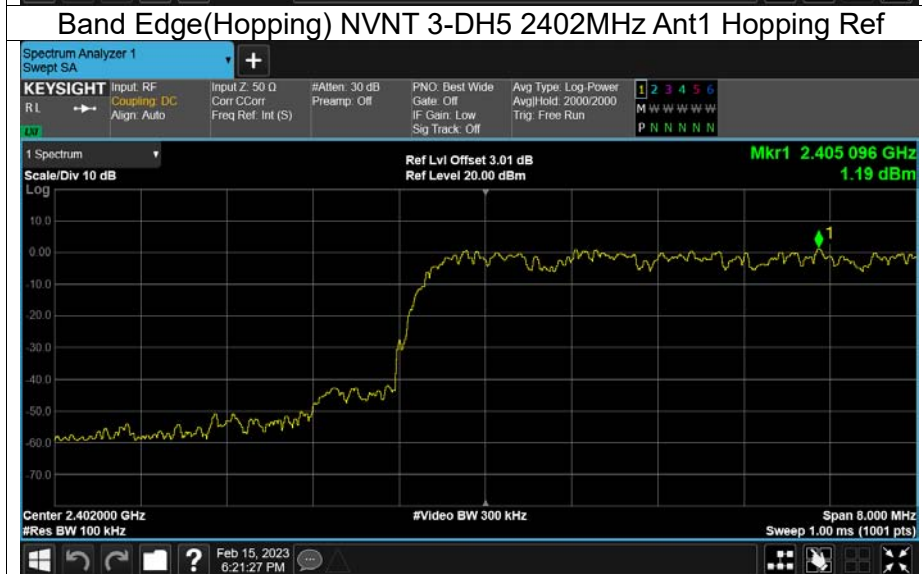 Band Edge(Hopping) NVNT 3-DH5 2402MHz Ant1 Hopping Ref
Spectrum Analyzer 1
Swept SA
+
KEYSIGHT
R L
LXI
Input: RF
Coupling: DC
Align: Auto
Input Z: 50 Ω
Corr CCorr
Freq Ref: Int (S)
#Atten: 30 dB
Preamp: Off
PNO: Best Wide
Gate: Off
IF Gain: Low
Sig Track: Off
Avg Type: Log-Power
Avg|Hold: 2000/2000
Trig: Free Run
1 2 3 4 5 6
M W W W W W
P N N N N N
1 Spectrum
Scale/Div 10 dB
Ref Lvl Offset 3.01 dB
Ref Level 20.00 dBm
Mkr1 2.405 096 GHz
1.19 dBm
Log
10.0
0.00
-10.0
-20.0
-30.0
-40.0
-50.0
-60.0
-70.0
1
Center 2.402000 GHz
#Res BW 100 kHz
#Video BW 300 kHz
Span 8.000 MHz
Sweep 1.00 ms (1001 pts)
?
Feb 15, 2023
6:21:27 PM